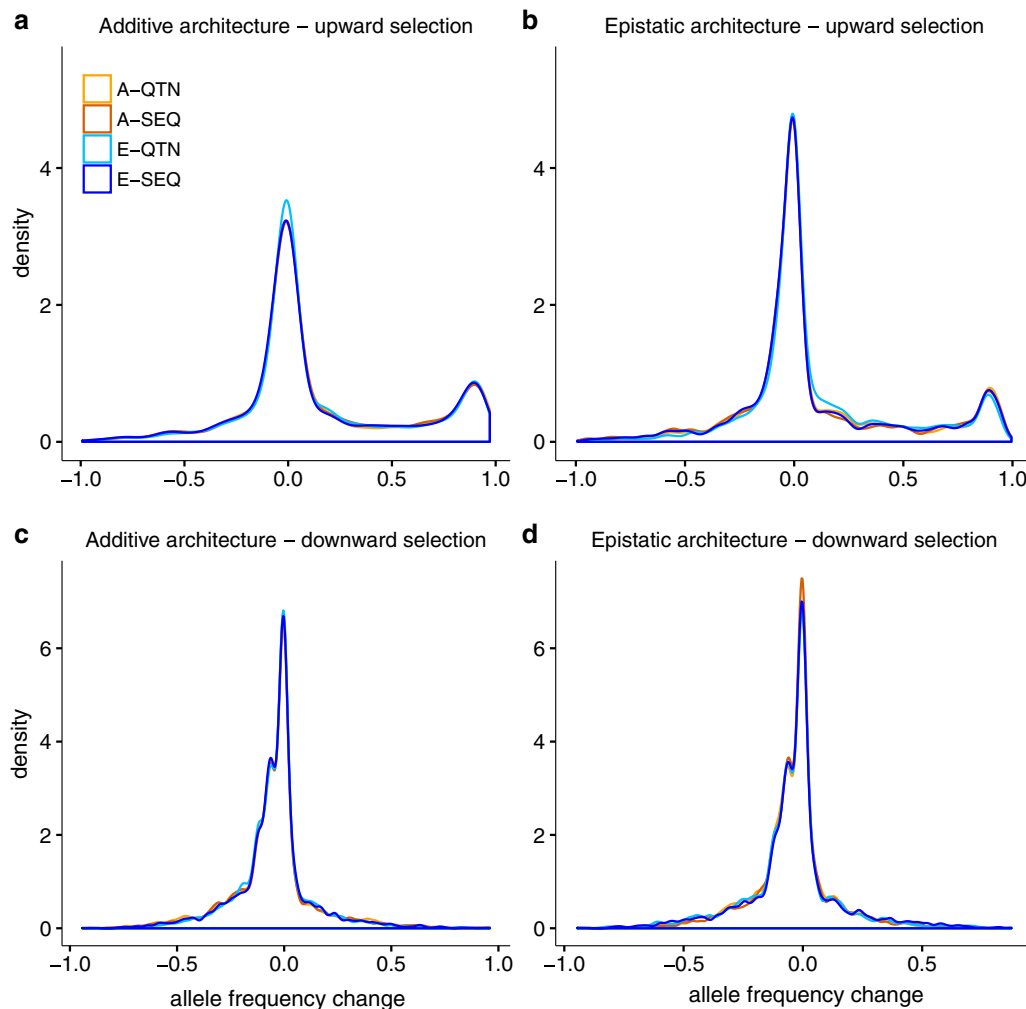 a Additive architecture – upward selection
A−QTN
A−SEQ
E−QTN
E−SEQ
density
4
2
0
−1.0 −0.5 0.0 0.5 1.0
b Epistatic architecture – upward selection
4
2
0
−1.0 −0.5 0.0 0.5 1.0
c Additive architecture – downward selection
density
6
4
2
0
−1.0 −0.5 0.0 0.5 1.0
allele frequency change
d Epistatic architecture – downward selection
6
4
2
0
−1.0 −0.5 0.0 0.5
allele frequency change